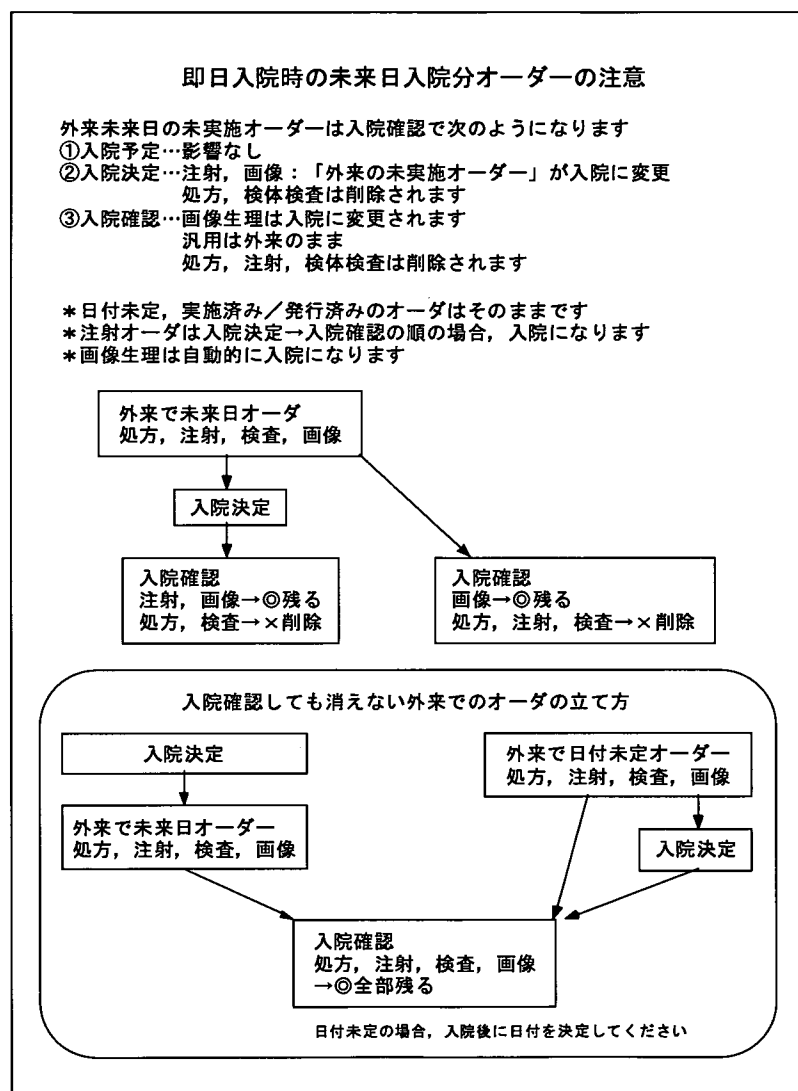 即日入院時の未来日入院分オーダーの注意
外来未来日の未実施オーダーは入院確認で次のようになります
①入院予定…影響なし
②入院決定…注射,画像:「外来の未実施オーダー」が入院に変更
処方,検体検査は削除されます
③入院確認…画像生理は入院に変更されます
汎用は外来のまま
処方,注射,検体検査は削除されます
*日付未定,実施済み/発行済みのオーダはそのままです
*注射オーダは入院決定→入院確認の順の場合,入院になります
*画像生理は自動的に入院になります
外来で未来日オーダ
処方,注射,検査,画像
入院決定
入院確認
注射,画像→◎残る
処方,検査→×削除
入院確認
画像→◎残る
処方,注射,検査→×削除
入院確認しても消えない外来でのオーダの立て方
入院決定
外来で未来日オーダー
処方,注射,検査,画像
外来で日付未定オーダー
処方,注射,検査,画像
入院決定
入院確認
処方,注射,検査,画像
→◎全部残る
日付未定の場合,入院後に日付を決定してください